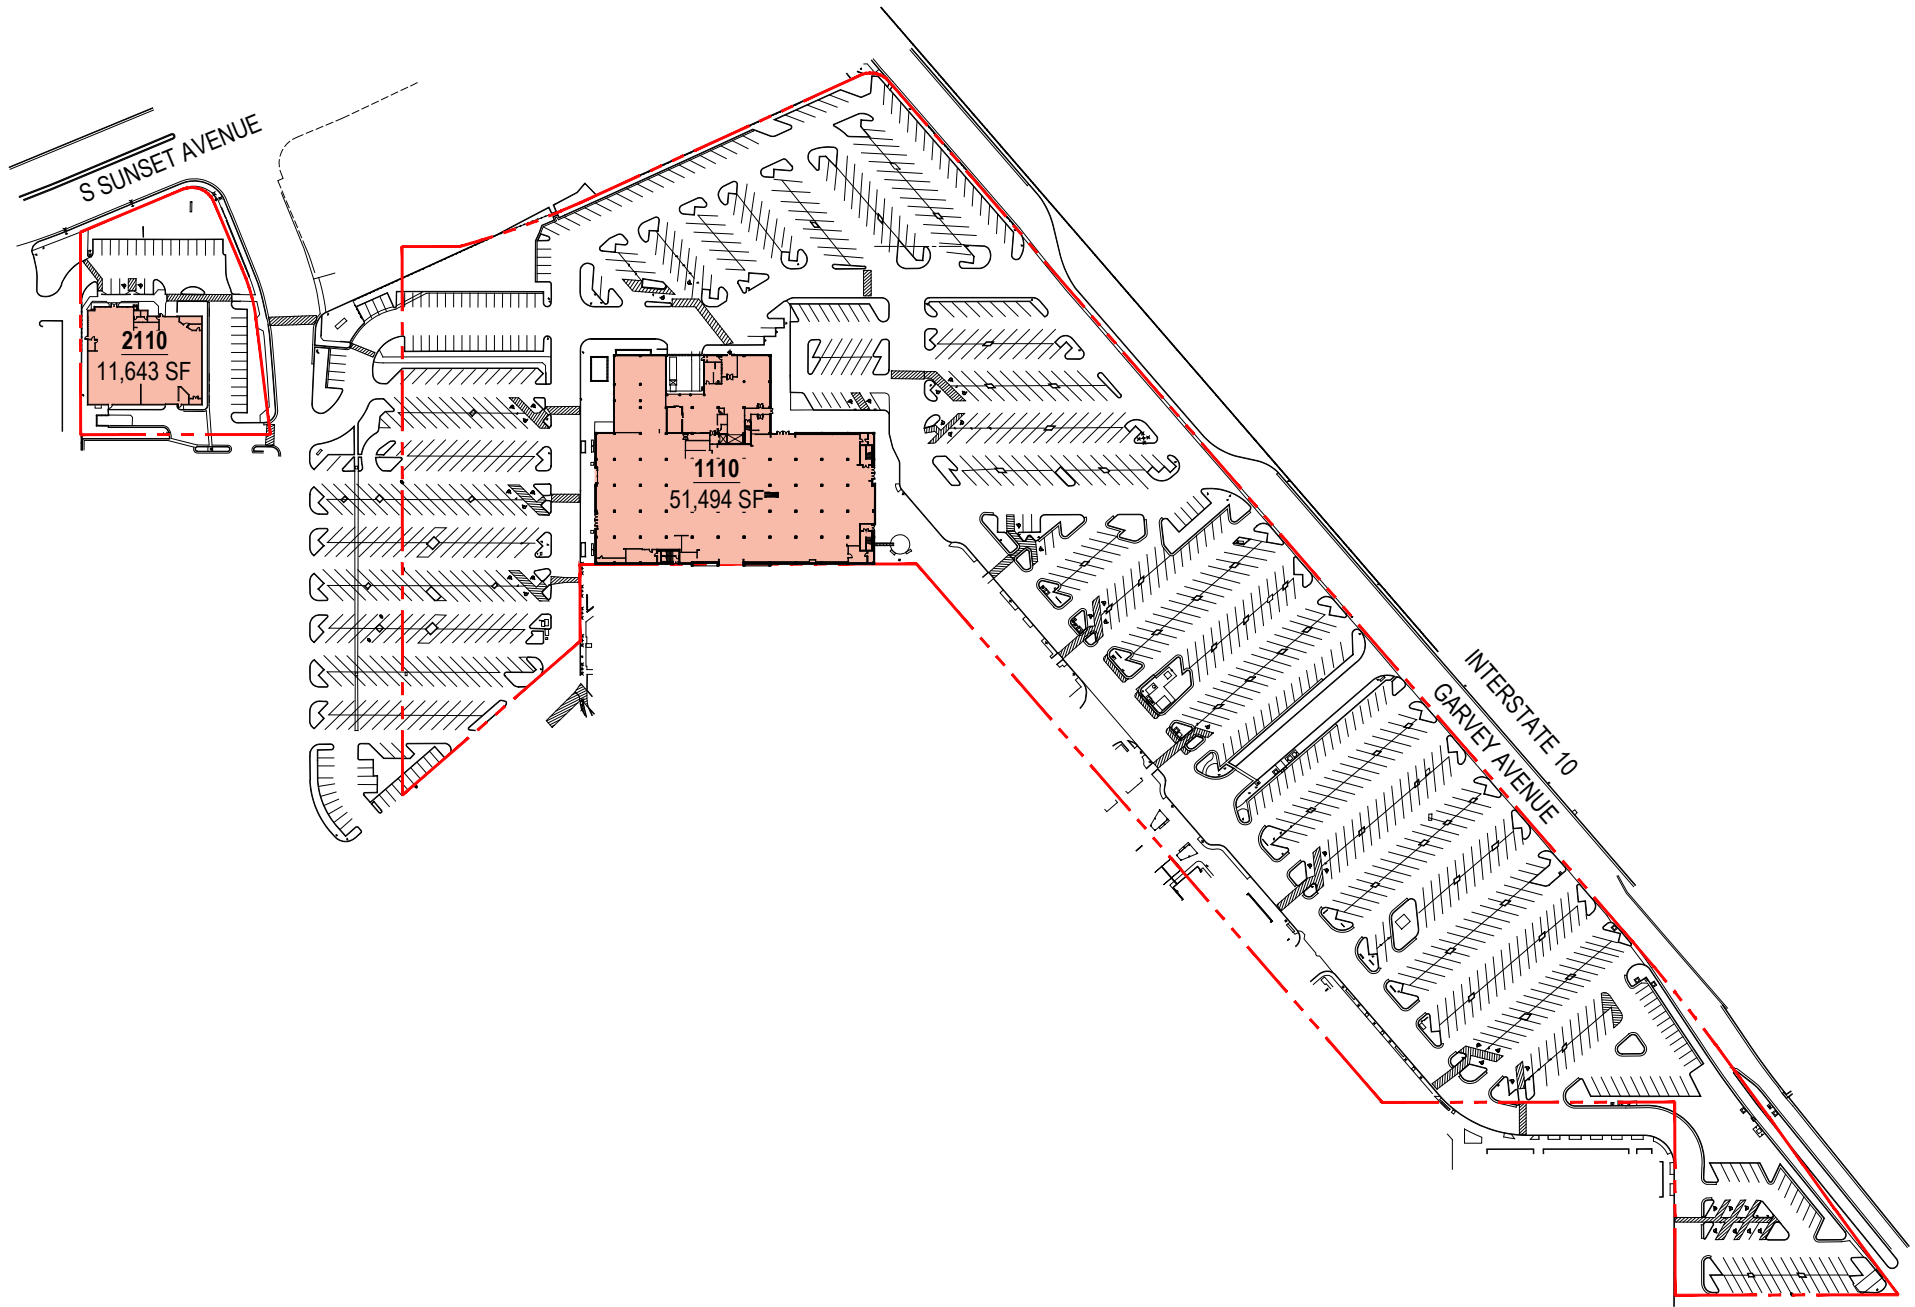 S SUNSET AVENUE
2110
11,643 SF
1110
51,494 SF
INTERSTATE 10
GARVEY AVENUE